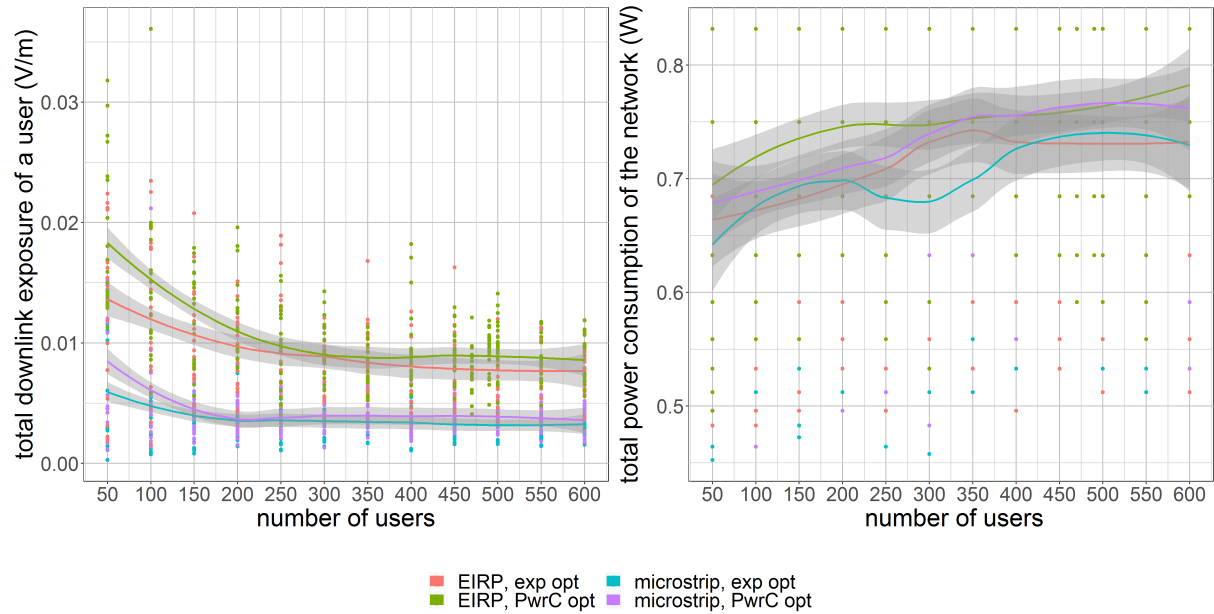 total downlink exposure of a user (V/m)
0.03
0.02
0.01
0.00
50 100 150 200 250 300 350 400 450 500 550 600
number of users
total power consumption of the network (W)
0.8
0.7
0.6
0.5
50 100 150 200 250 300 350 400 450 500 550 600
number of users
EIRP, exp opt
EIRP, PwrC opt
microstrip, exp opt
microstrip, PwrC opt